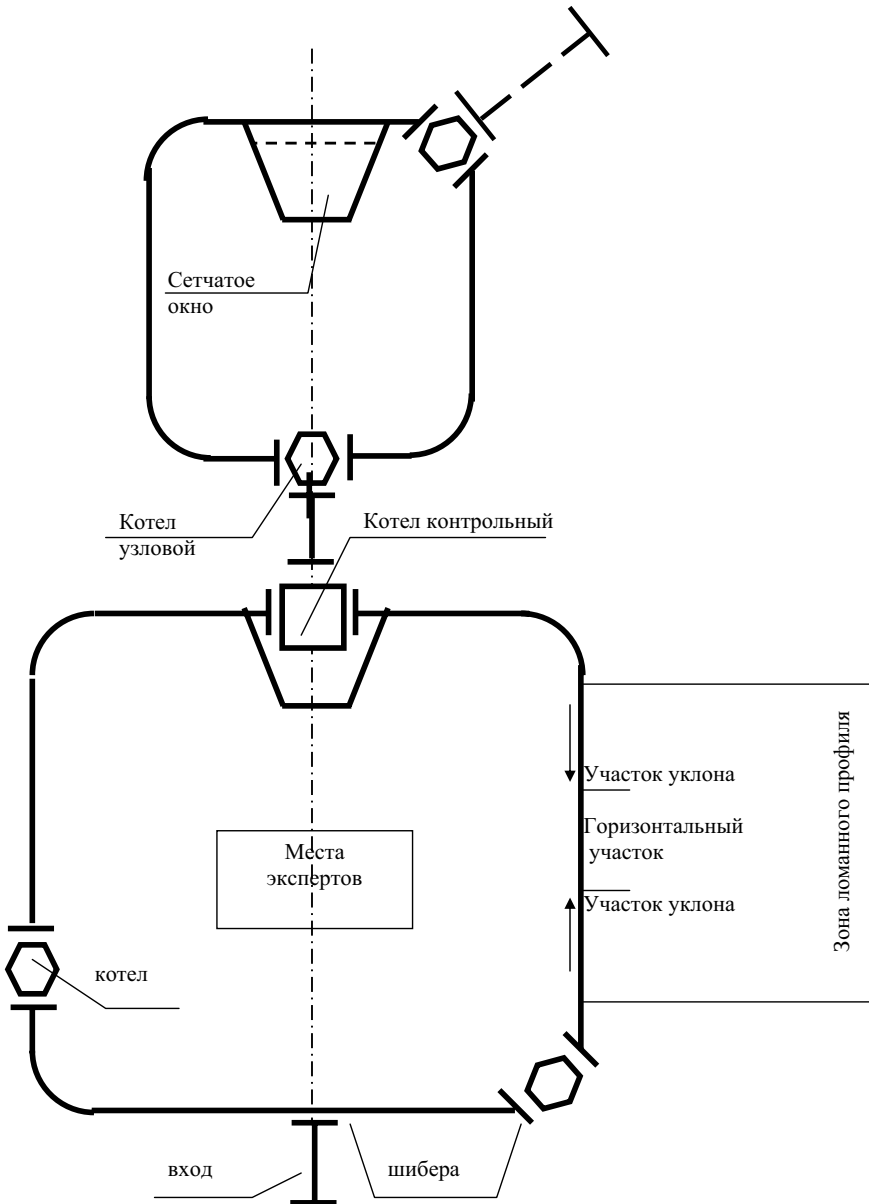 Сетчатое
окно
Котел
узловой
Котел контрольный
Зона ломанного профиля
Участок уклона
Горизонтальный
участок
Участок уклона
Места
экспертов
котел
вход
шибера